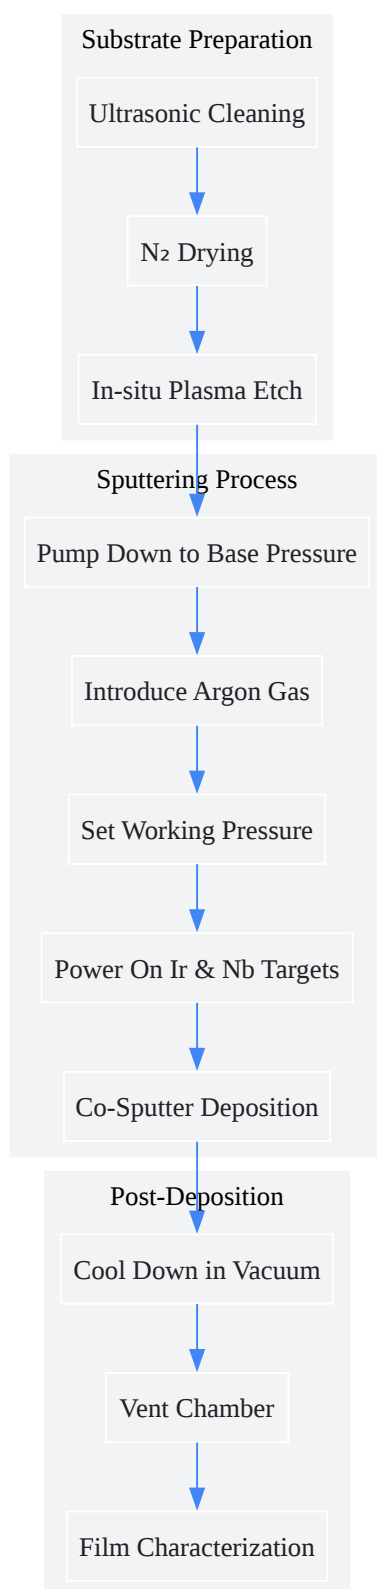 Substrate Preparation
Ultrasonic Cleaning
N₂ Drying
In-situ Plasma Etch
Sputtering Process
Pump Down to Base Pressure
Introduce Argon Gas
Set Working Pressure
Power On Ir & Nb Targets
Co-Sputter Deposition
Post-Deposition
Cool Down in Vacuum
Vent Chamber
Film Characterization